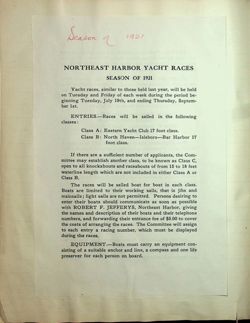 Season of 1921
NORTHEAST HARBOR YACHT RACES
SEASON OF 1921
Yacht races, similar to those held last year, will be held
on Tuesday and Friday of each week during the period be-
ginning Tuesday, July 19th, and ending Thursday, Septem-
ber 1st.
ENTRIES.—Races will be sailed in the following
classes:
Class A: Eastern Yacht Club 17 foot class.
Class B: North Haven—Islesboro—Bar Harbor 17
foot class.
If there are a sufficient number of applicants, the Com-
mittee may establish another class, to be known as Class C,
open to all knockabouts and raceabouts of from 15 to 18 feet
waterline length which are not included in either Class A or
Class B.
The races will be sailed boat for boat in each class.
Boats are limited to their working sails, that is jibs and
mainsails; light sails are not permitted. Persons desiring to
enter their boats should communicate as soon as possible
with ROBERT F. JEFFERYS, Northeast Harbor, giving
the names and description of their boats and their telephone
numbers, and forwarding their entrance fee of $5.00 to cover
the costs of arranging the races. The Committee will assign
to each entry a racing number, which must be displayed
during the races.
EQUIPMENT.—Boats must carry an equipment con-
sisting of a suitable anchor and line, a compass and one life
preserver for each person on board.